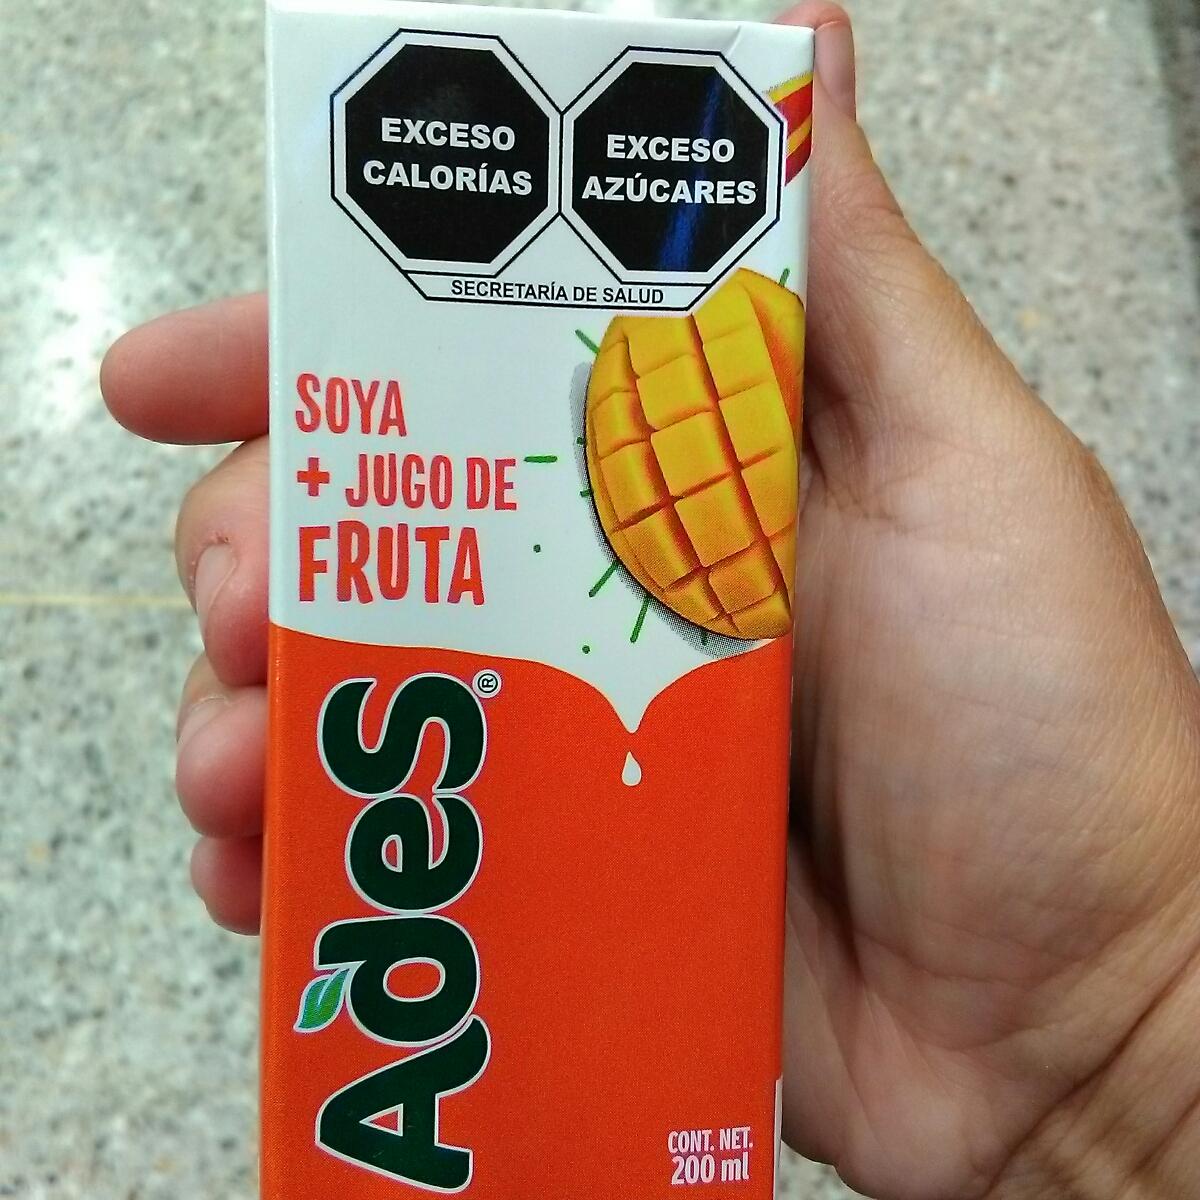 EXCESO
CALORÍAS
EXCESO
AZÚCARES
SECRETARÍA DE SALUD
SOYA
+ JUGO DE
FRUTA
AdeS®
CONT. NET.
200 ml